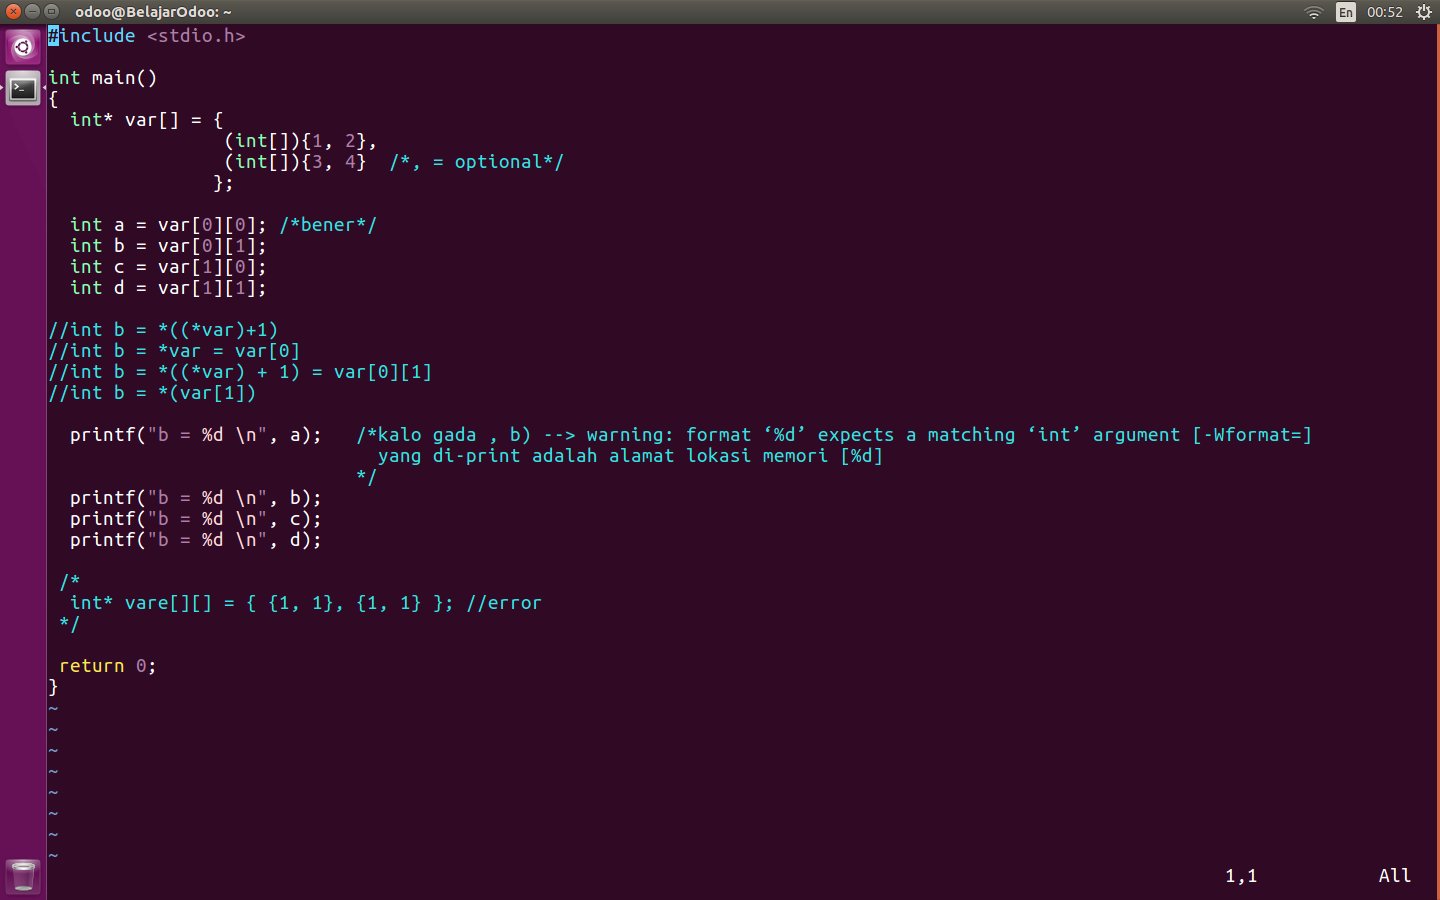 odoo@BelajarOdoo: ~
En
00:52
#include <stdio.h>
int main()
{
int* var[] = {
(int[]){1, 2},
(int[]){3, 4}  /*, = optional*/
};
int a = var[0][0]; /*bener*/
int b = var[0][1];
int c = var[1][0];
int d = var[1][1];
//int b = *((*var)+1)
//int b = *var = var[0]
//int b = *((*var) + 1) = var[0][1]
//int b = *(var[1])
printf("b = %d \n", a);   /*kalo gada , b) --> warning: format ‘%d’ expects a matching ‘int’ argument [-Wformat=]
yang di-print adalah alamat lokasi memori [%d]
*/
printf("b = %d \n", b);
printf("b = %d \n", c);
printf("b = %d \n", d);
/*
int* vare[][] = { {1, 1}, {1, 1} }; //error
*/
return 0;
}
~
~
~
~
~
~
~
~
1,1 All